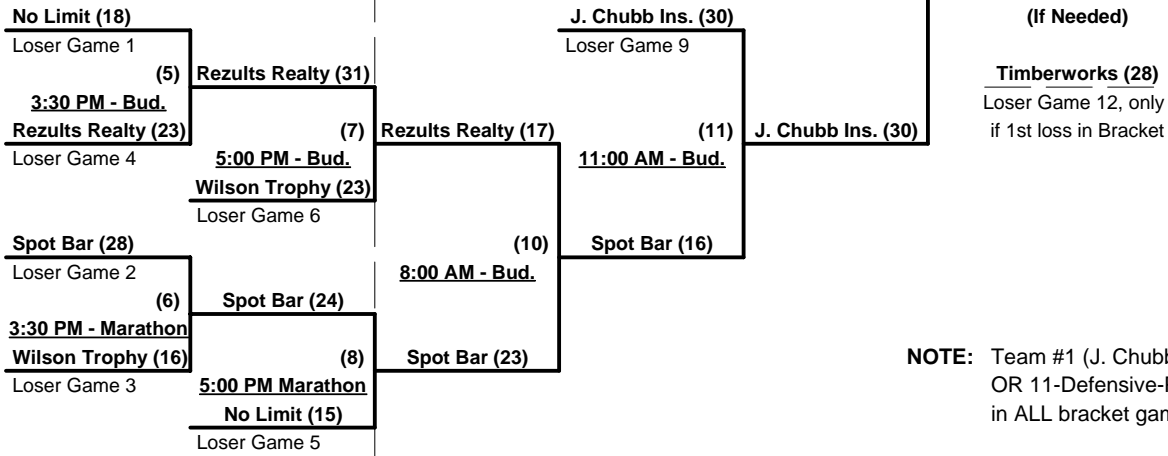 No Limit (18)
J. Chubb Ins. (30)
(If Needed)
Loser Game 1
Loser Game 9
(5)
Rezults Realty (31)
Timberworks (28)
3:30 PM - Bud.
Loser Game 12, only
Rezults Realty (23)
(7)
Rezults Realty (17)
(11)
J. Chubb Ins. (30)
if 1st loss in Bracket
Loser Game 4
5:00 PM - Bud.
11:00 AM - Bud.
Wilson Trophy (23)
Loser Game 6
Spot Bar (28)
(10)
Spot Bar (16)
Loser Game 2
8:00 AM - Bud.
(6)
Spot Bar (24)
3:30 PM - Marathon
Wilson Trophy (16)
(8)
Spot Bar (23)
NOTE: Team #1 (J. Chubb
Loser Game 3
5:00 PM Marathon
OR 11-Defensive-
No Limit (15)
in ALL bracket gam
Loser Game 5